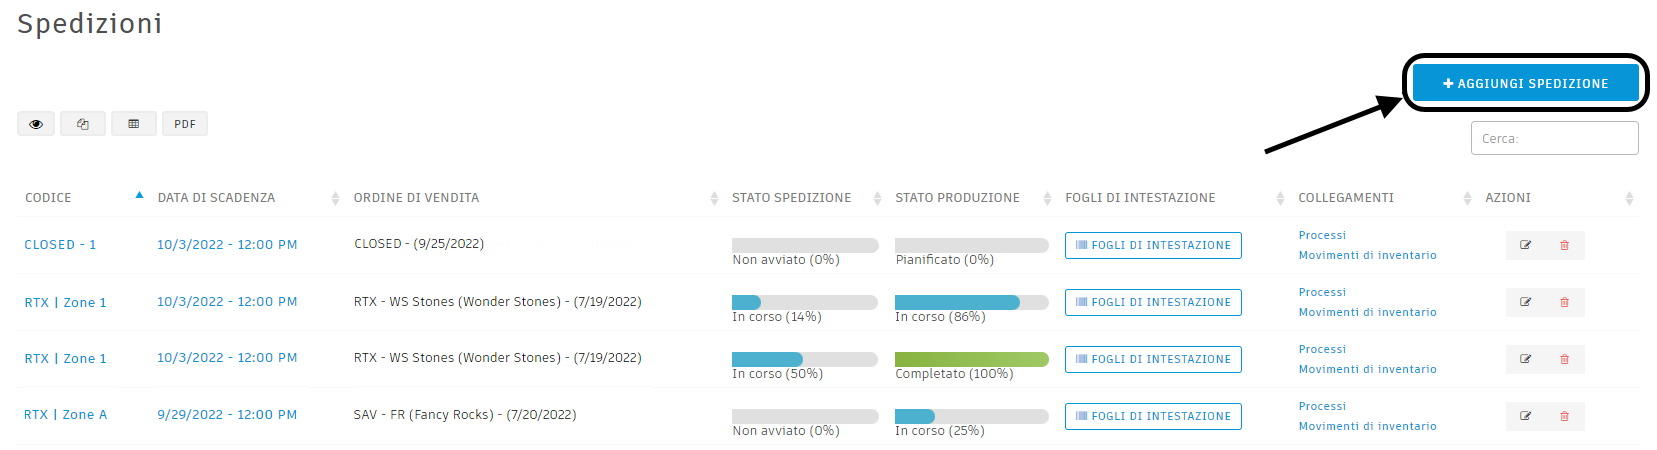 Spedizioni
AGGIUNGI SPEDIZIONE
PDF
Cerca:
CODICE DATA DI SCADENZA ORDINE DI VENDITA STATO SPEDIZIONE STATO PRODUZIONE FOGLI DI INTESTAZIONE COLLEGAMENTI AZIONI
CLOSED - 1 10/3/2022 - 12:00 PM CLOSED - (9/25/2022) Non avviato (0%) Pianificato (0%) FOGLI DI INTESTAZIONE Processi
Movimenti di inventario
RTX | Zone 1 10/3/2022 - 12:00 PM RTX - WS Stones (Wonder Stones) - (7/19/2022) In corso (14%) In corso (86%) FOGLI DI INTESTAZIONE Processi
Movimenti di inventario
RTX | Zone 1 10/3/2022 - 12:00 PM RTX - WS Stones (Wonder Stones) - (7/19/2022) In corso (50%) Completato (100%) FOGLI DI INTESTAZIONE Processi
Movimenti di inventario
RTX | Zone A 9/29/2022 - 12:00 PM SAV - FR (Fancy Rocks) - (7/20/2022) Non avviato (0%) In corso (25%) FOGLI DI INTESTAZIONE Processi
Movimenti di inventario